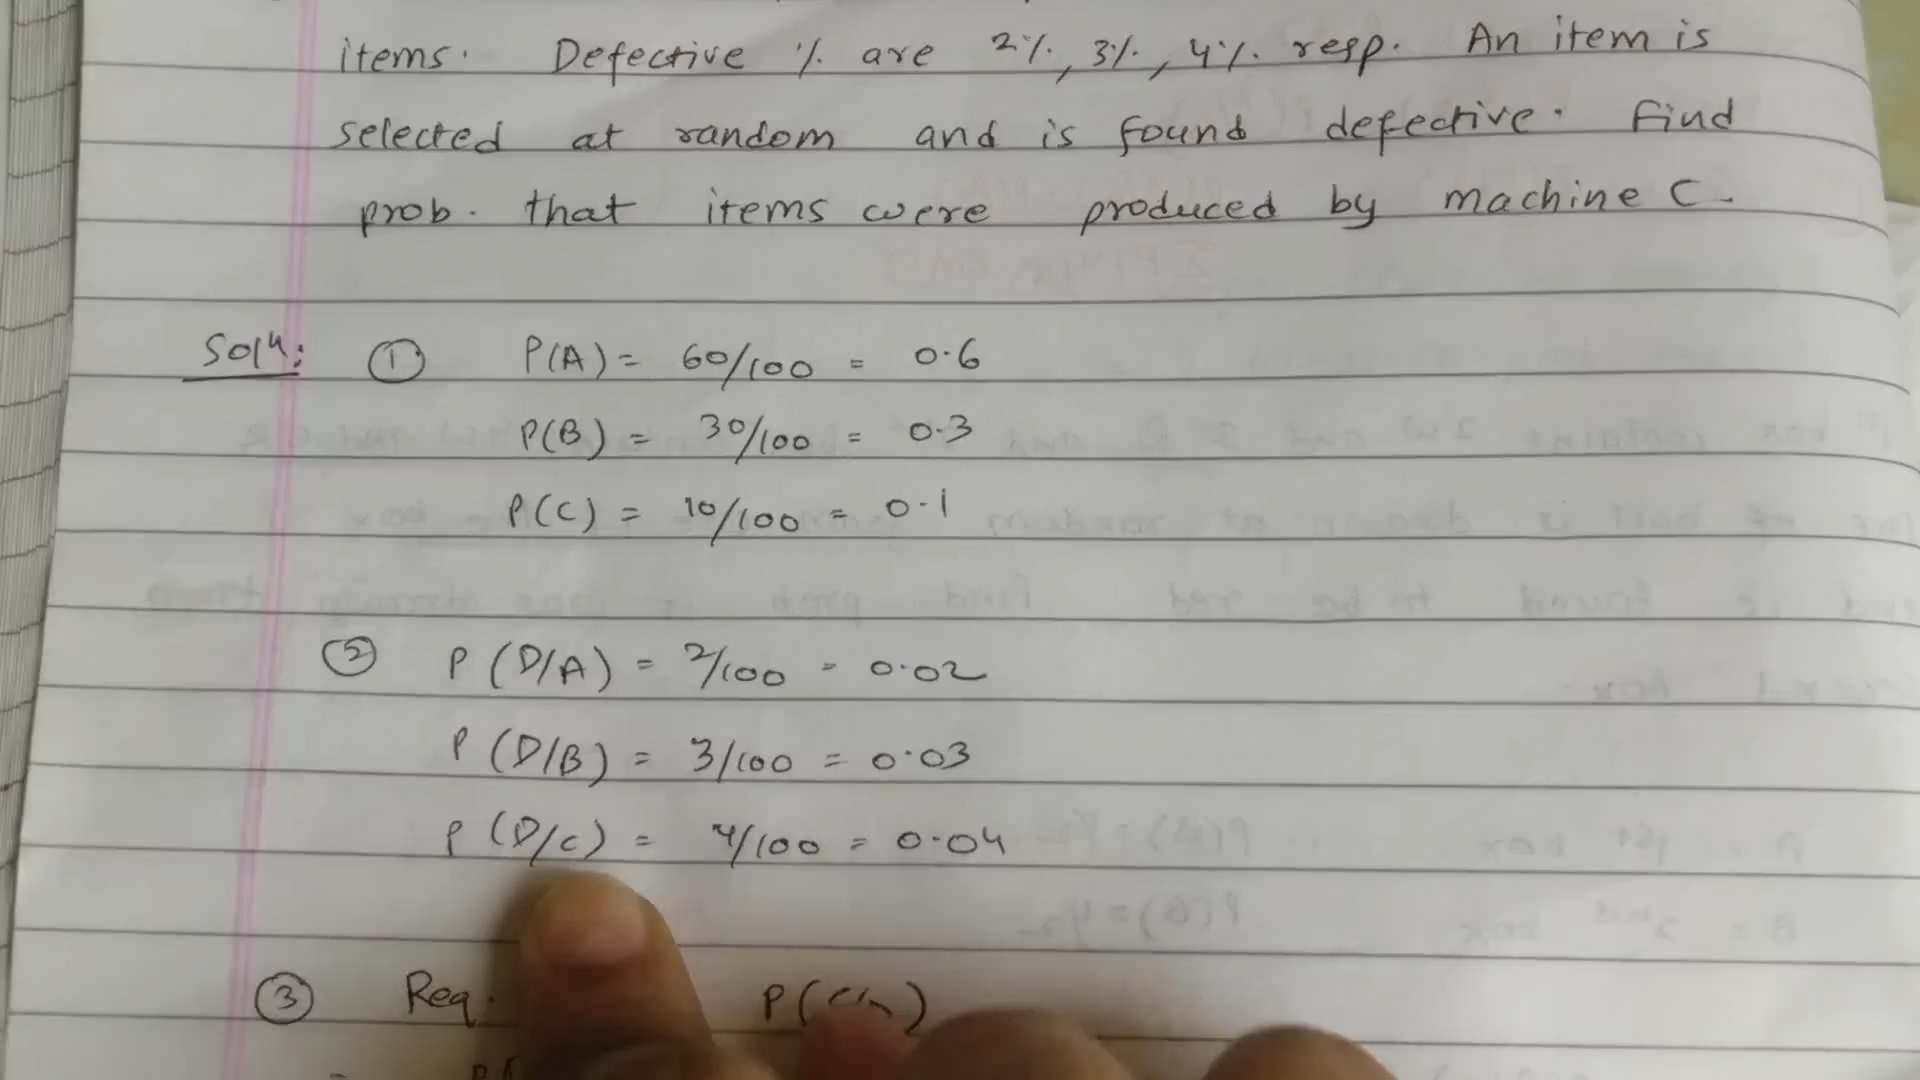 items. Defective % are 2%, 3%, 4% resp. An item is
selected at random and is found defective. Find
prob. that items were produced by machine C.
Soln: ① P(A) = 60/100 = 0.6
P(B) = 30/100 = 0.3
P(C) = 10/100 = 0.1
② P(D/A) = 2/100 = 0.02
P(D/B) = 3/100 = 0.03
P(D/C) = 4/100 = 0.04
③ Req. P(C/